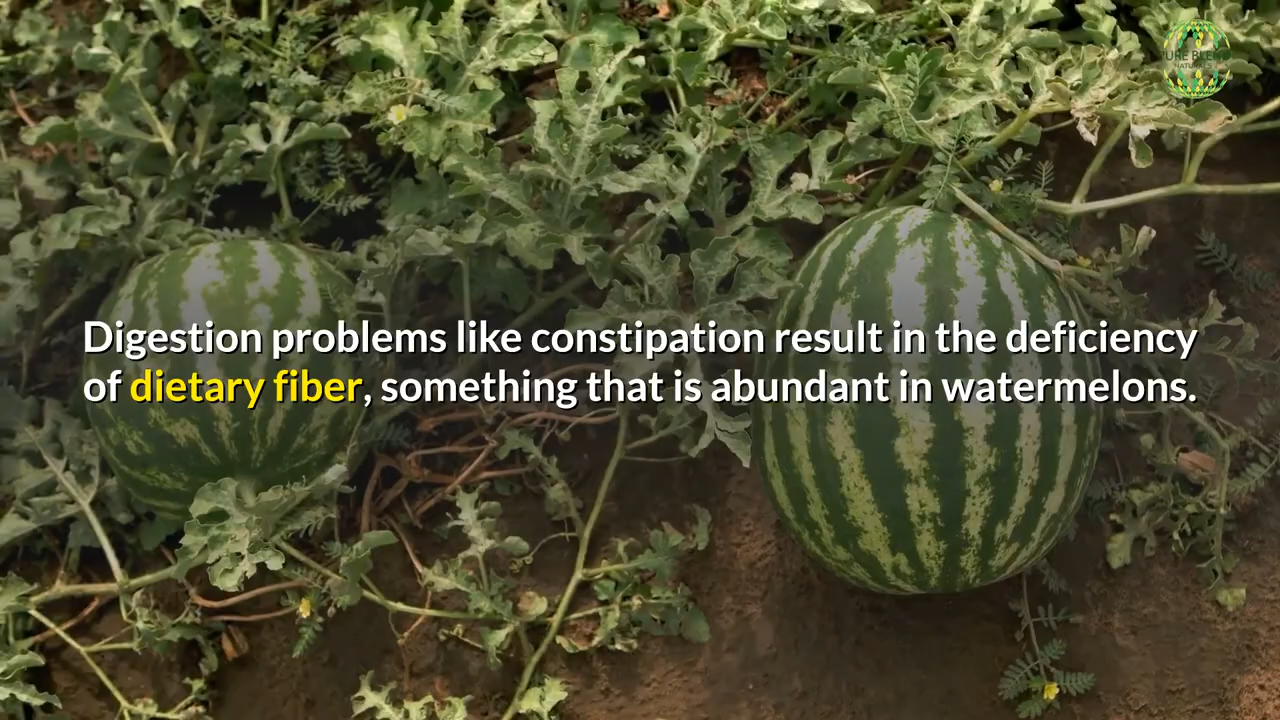 Digestion problems like constipation result in the deficiency
of dietary fiber, something that is abundant in watermelons.